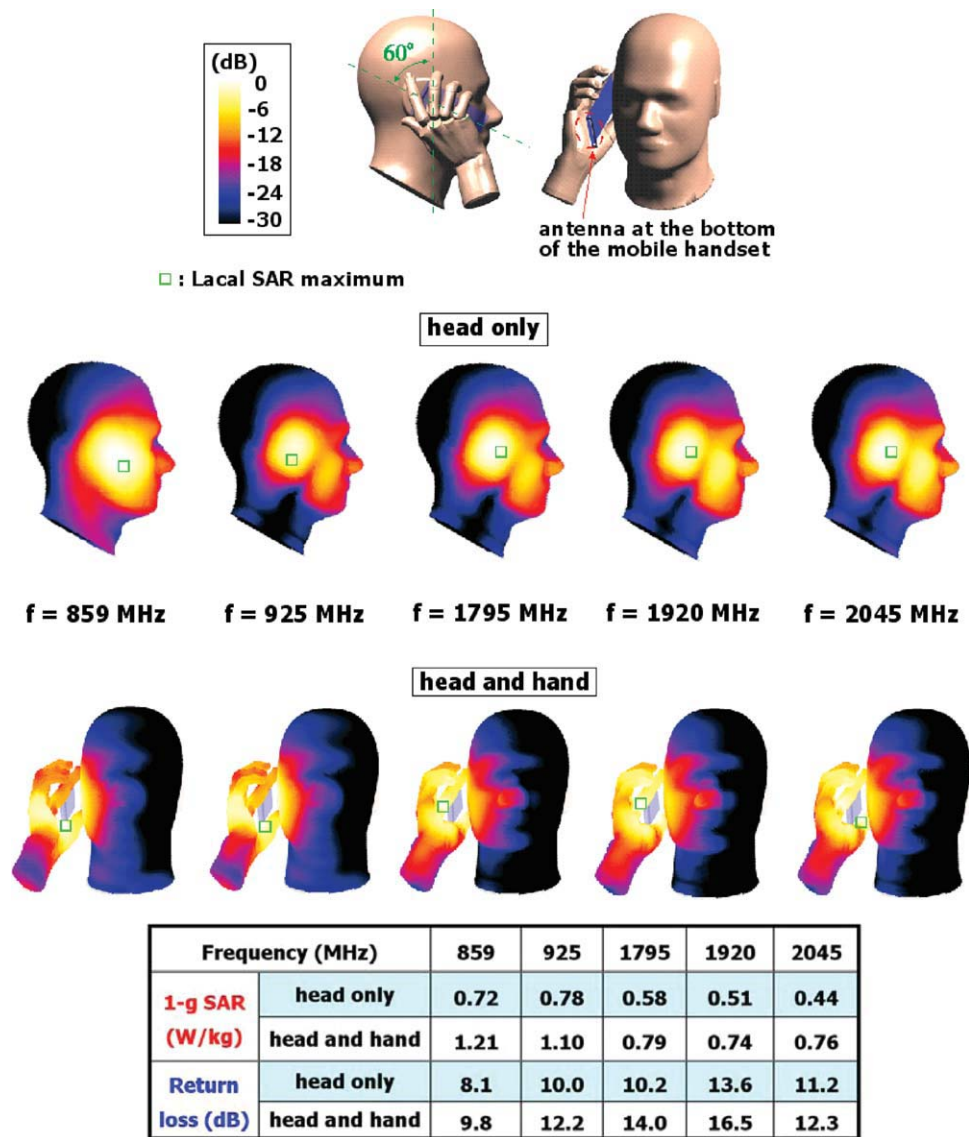 (dB)
0
-6
-12
-18
-24
-30
60°
antenna at the bottom
of the mobile handset
□ : Lacal SAR maximum
head only
f = 859 MHz f = 925 MHz f = 1795 MHz f = 1920 MHz f = 2045 MHz
head and hand
Frequency (MHz) 859 925 1795 1920 2045
1-g SAR (W/kg) head only 0.72 0.78 0.58 0.51 0.44
head and hand 1.21 1.10 0.79 0.74 0.76
Return loss (dB) head only 8.1 10.0 10.2 13.6 11.2
head and hand 9.8 12.2 14.0 16.5 12.3